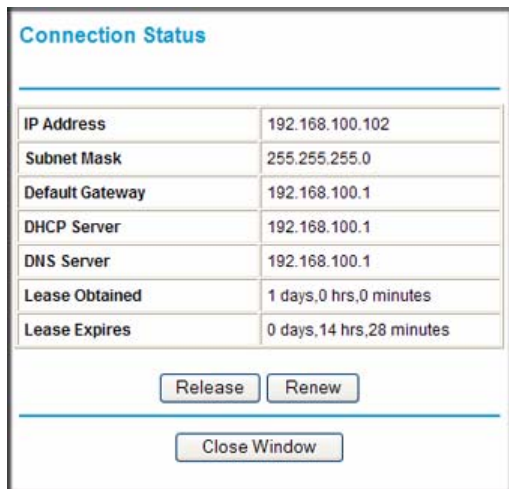 Connection Status
IP Address 192.168.100.102
Subnet Mask 255.255.255.0
Default Gateway 192.168.100.1
DHCP Server 192.168.100.1
DNS Server 192.168.100.1
Lease Obtained 1 days,0 hrs,0 minutes
Lease Expires 0 days,14 hrs,28 minutes
Release Renew
Close Window